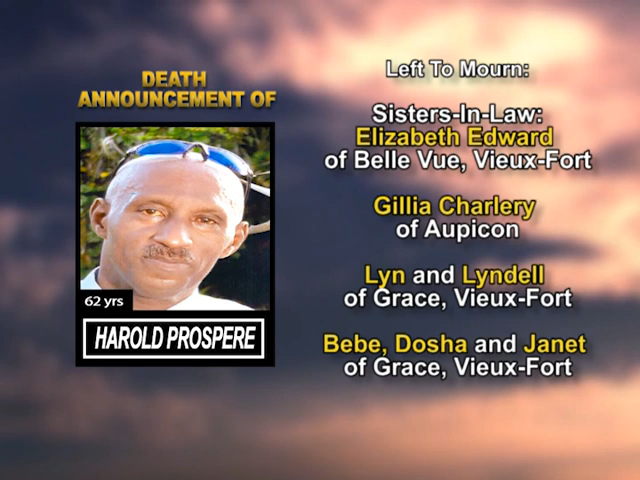 DEATH
ANNOUNCEMENT OF
62 yrs
HAROLD PROSPERE
Left To Mourn:
Sisters-In-Law:
Elizabeth Edward
of Belle Vue, Vieux-Fort
Gillia Charlery
of Aupicon
Lyn and Lyndell
of Grace, Vieux-Fort
Bebe, Dosha and Janet
of Grace, Vieux-Fort